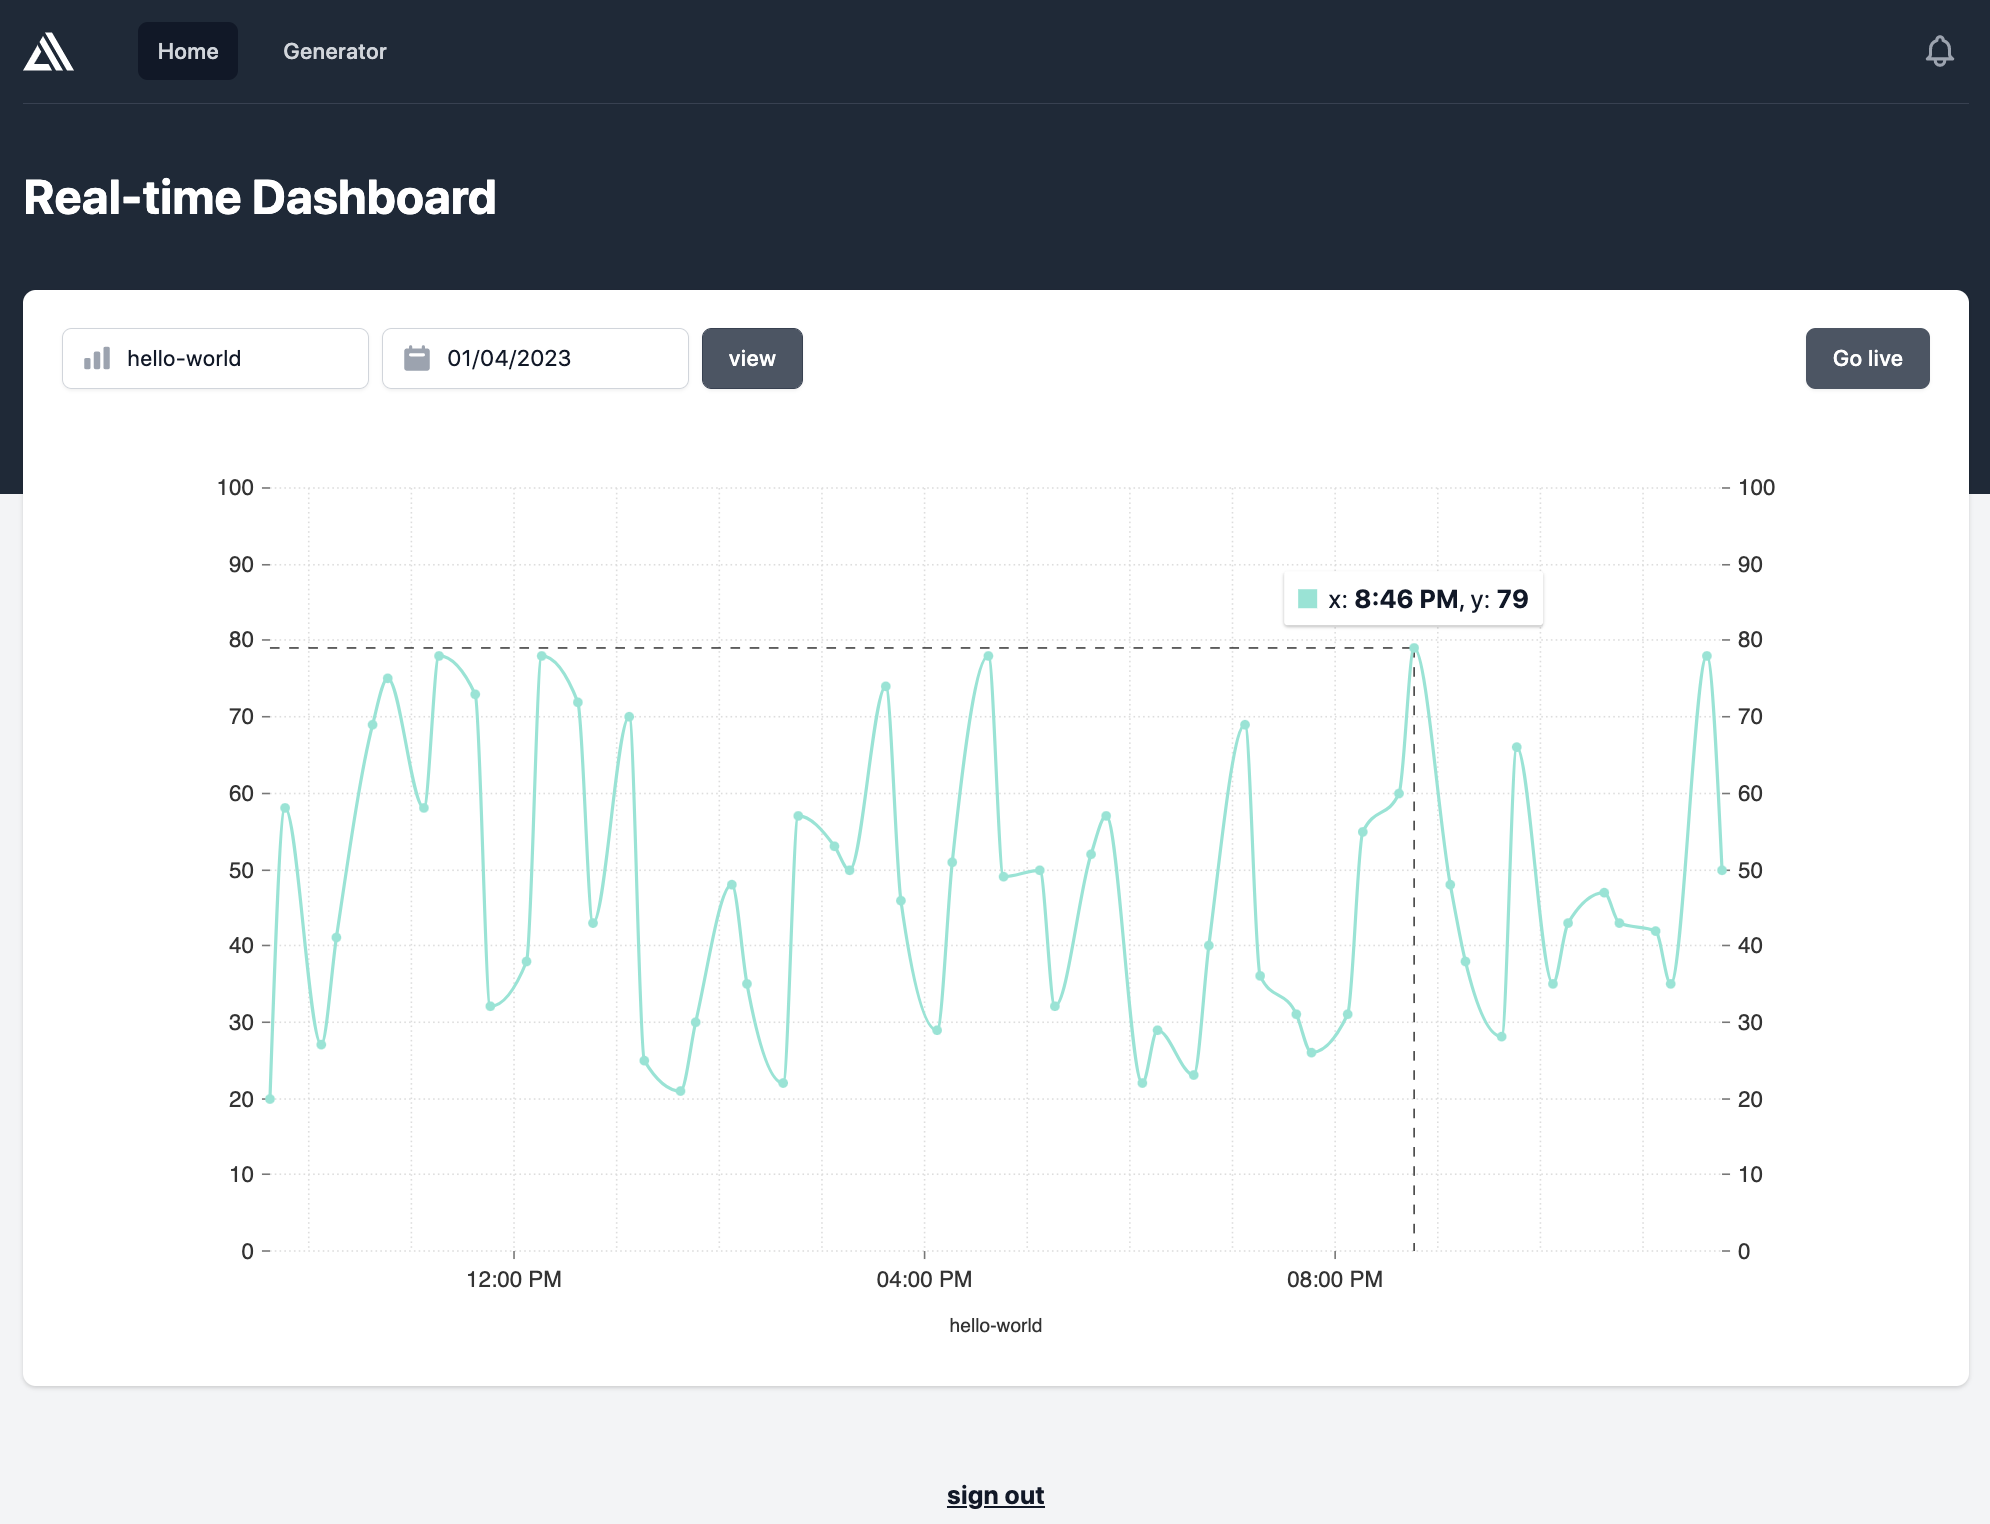 Home Generator
Real-time Dashboard
hello-world 01/04/2023 view Go live
100 100
90 90
x: 8:46 PM, y: 79
80 80
70 70
60 60
50 50
40 40
30 30
20 20
10 10
0 0
12:00 PM 04:00 PM 08:00 PM
hello-world
sign out